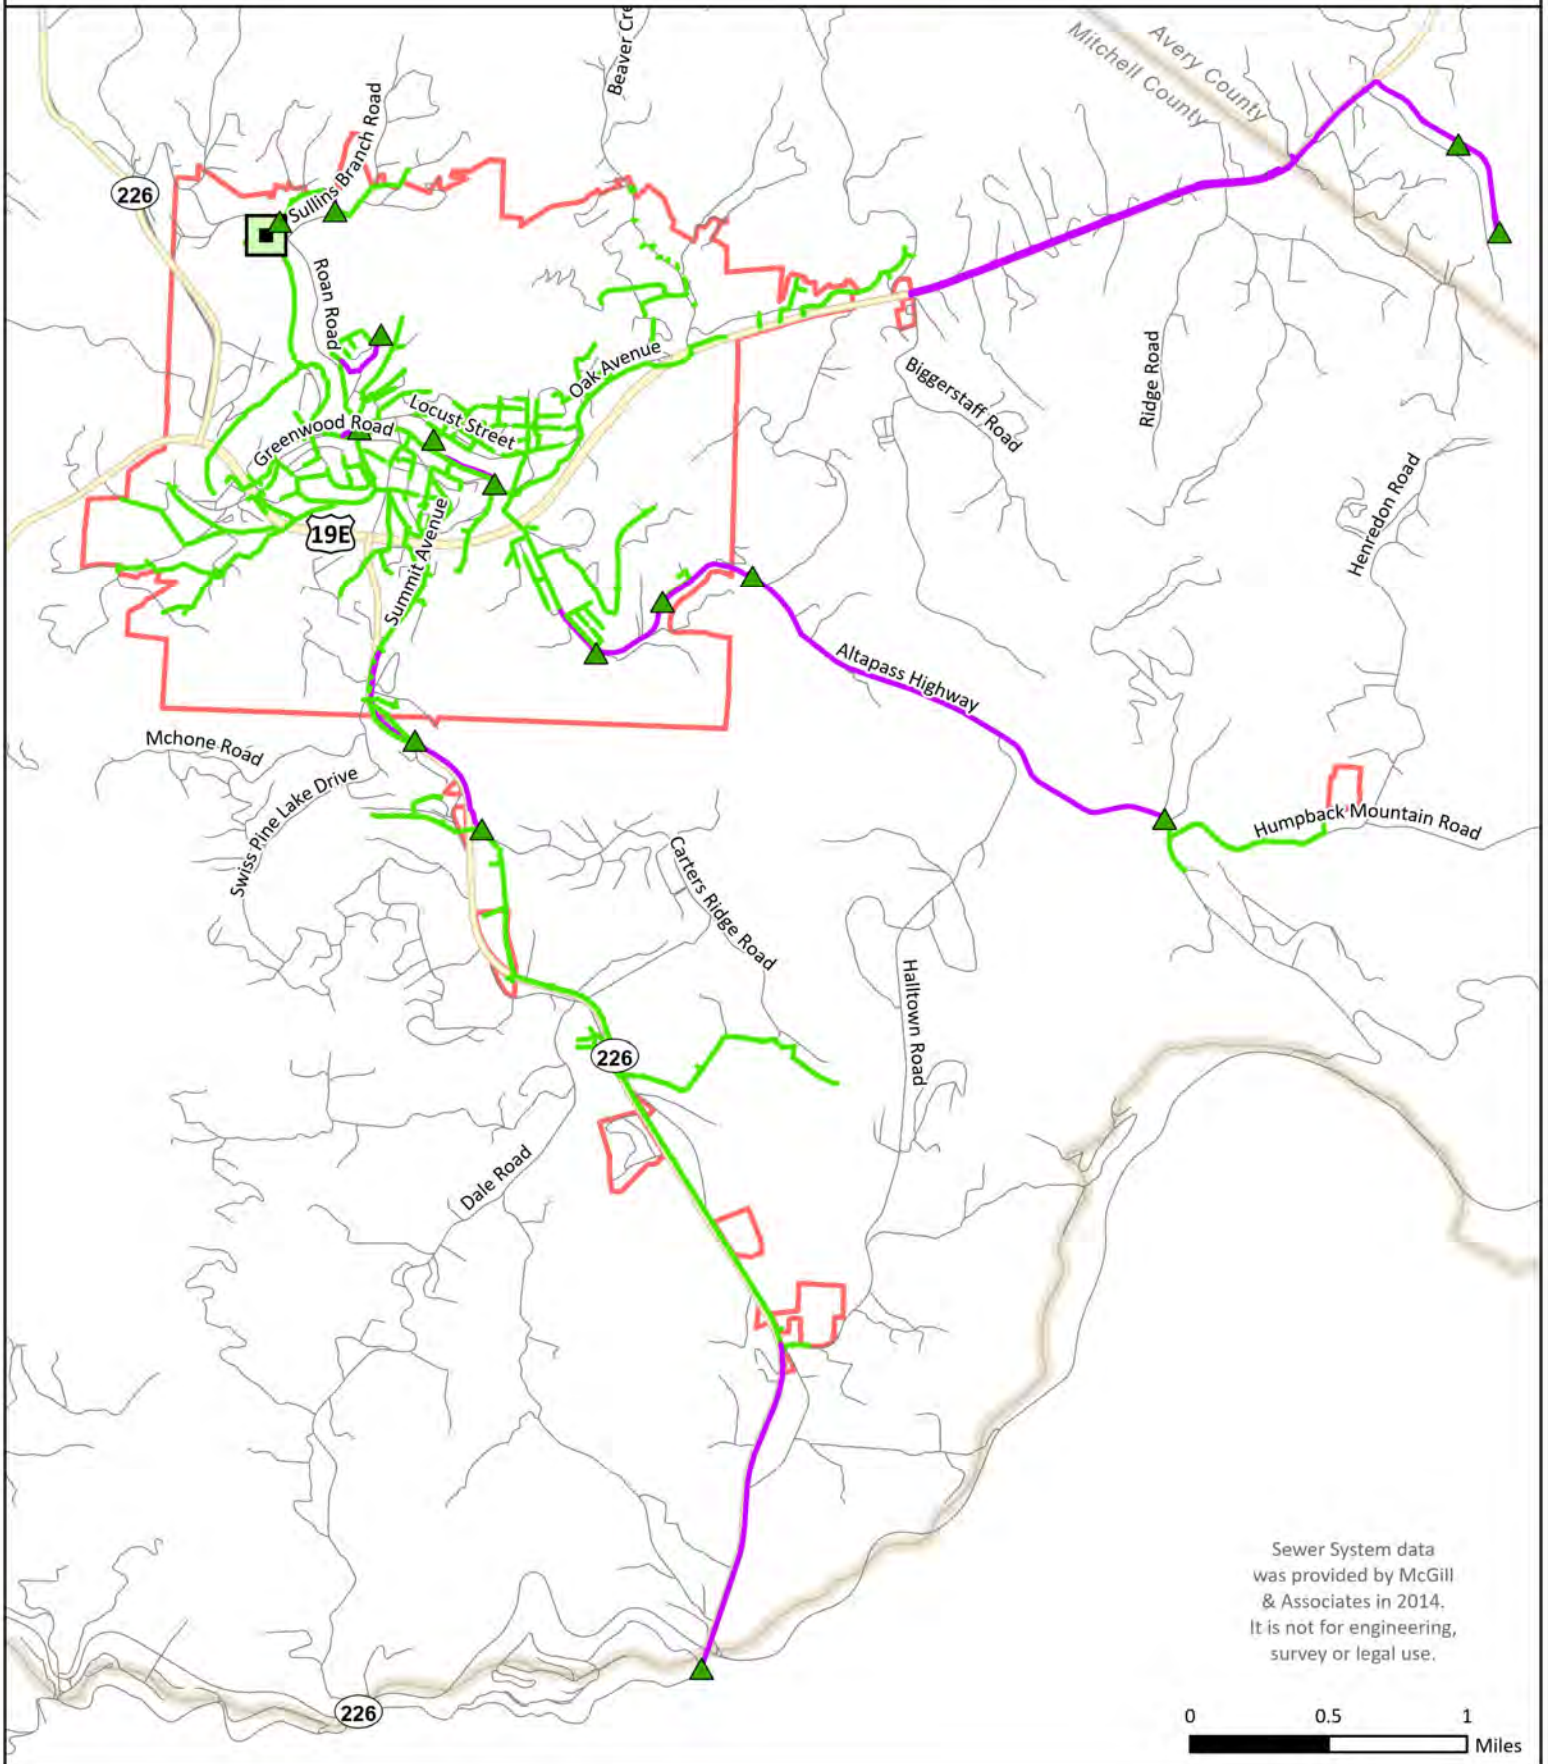 Beaver Cre
Avery County
Mitchell County
Sullins Branch Road
226
Roan Road
Oak Avenue
Locust Street
Greenwood Road
Biggerstaff Road
Ridge Road
Henredon Road
19E
Summit Avenue
Altapass Highway
Mchone Road
Swiss Pine Lake Drive
Humpback Mountain Road
Carters Ridge Road
Halltown Road
226
Dale Road
Sewer System data
was provided by McGill
& Associates in 2014.
It is not for engineering,
survey or legal use.
226
0 0.5 1
Miles